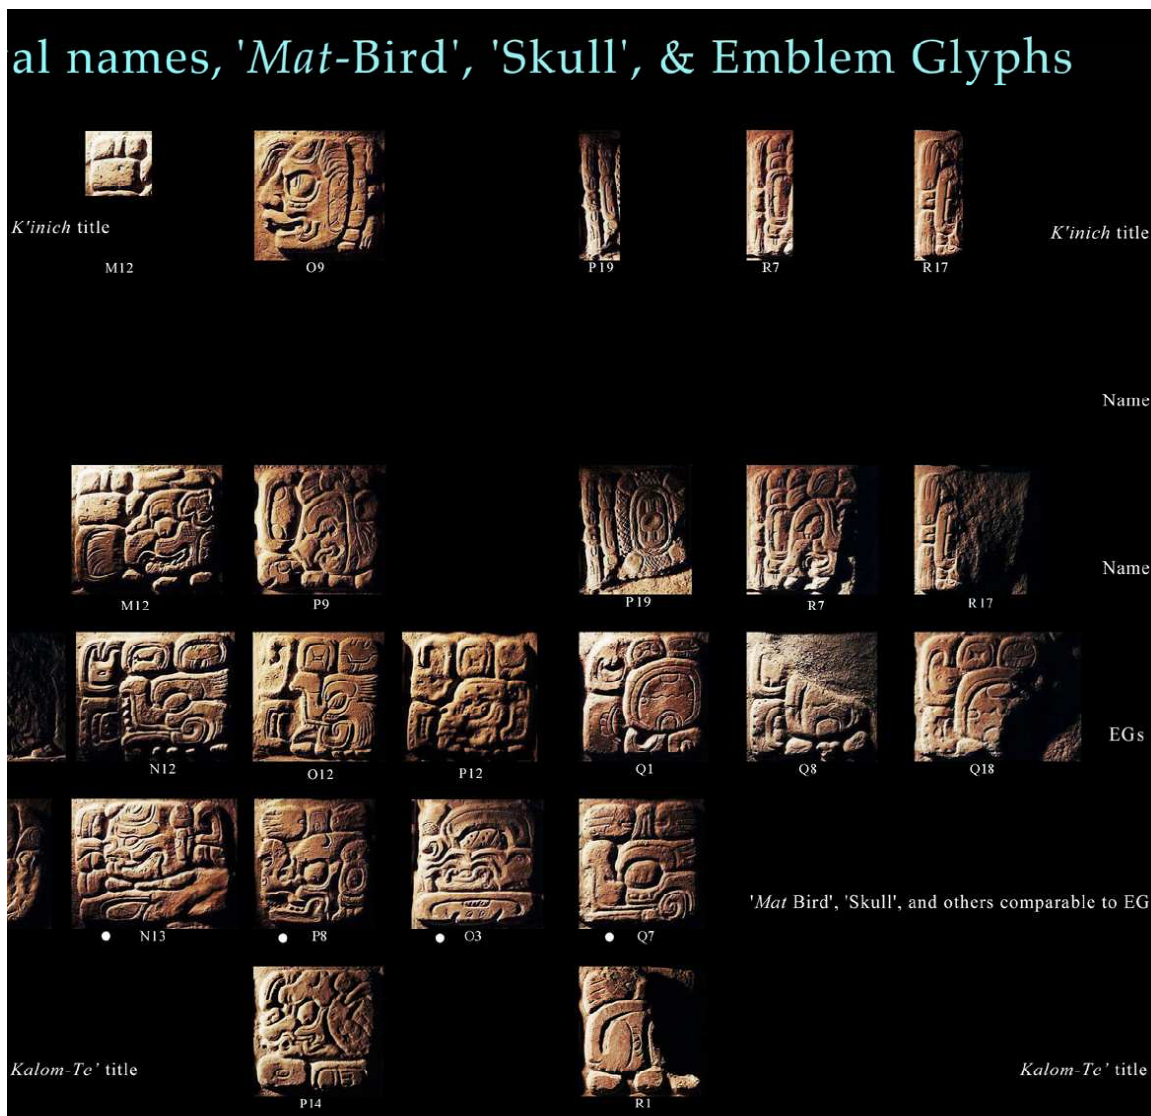 al names, 'Mat-Bird', 'Skull', & Emblem Glyphs
K'inich title
K'inich title
M12 O9 P19 R7 R17
Name
Name
M12 P9 P19 R7 R17
EGs
N12 O12 P12 Q1 Q8 Q18
'Mat Bird', 'Skull', and others comparable to EG
N13 P8 O3 Q7
Kalom-Te' title
Kalom-Te' title
P14 R1